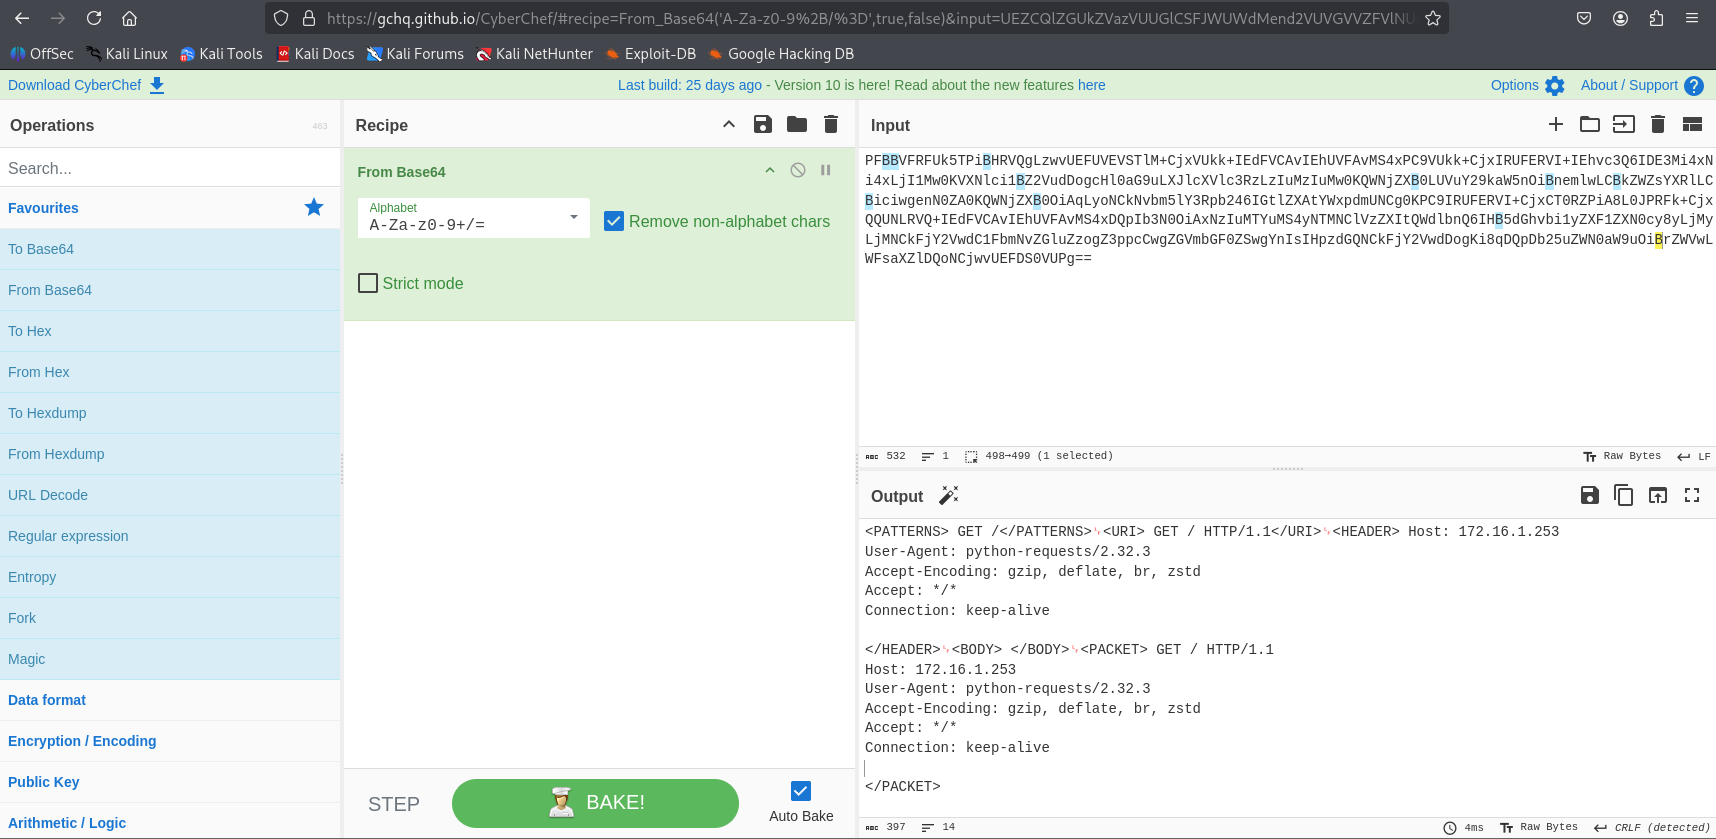 https://gchq.github.io/CyberChef/#recipe=From_Base64('A-Za-z0-9%2B/%3D',true,false)&input=UEZCQlZGUkZVazVUUGlCSFJWUWdMend2VUVGVVZFVlNU
OffSec Kali Linux Kali Tools Kali Docs Kali Forums Kali NetHunter Exploit-DB Google Hacking DB
Download CyberChef Last build: 25 days ago - Version 10 is here! Read about the new features here Options About / Support
Operations 463
Search...
Favourites
To Base64
From Base64
To Hex
From Hex
To Hexdump
From Hexdump
URL Decode
Regular expression
Entropy
Fork
Magic
Data format
Encryption / Encoding
Public Key
Arithmetic / Logic
Recipe
From Base64
Alphabet
A-Za-z0-9+/=
Remove non-alphabet chars
Strict mode
STEP
BAKE!
Auto Bake
Input
PFBBVFRFUk5TPiBHRVQgLzwvUEFUVEVSTlM+CjxVUkk+IEdFVCAvIEhUVFAvMS4xPC9VUkk+CjxIRUFERVI+IEhvc3Q6IDE3Mi4xN
i4xLjI1Mw0KVXNlci1BZ2VudDogcHl0aG9uLXJlcXVlc3RzLzIuMzIuMw0KQWNjZXB0LUVuY29kaW5nOiBnemlwLCBkZWZsYXRlLC
BiciwgenN0ZA0KQWNjZXB0OiAqLyoNCkNvbm5lY3Rpb246IGtlZXAtYWxpdmUNCg0KPC9IRUFERVI+CjxCT0RZPiA8L0JPRFk+Cjx
QQUNLRVQ+IEdFVCAvIEhUVFAvMS4xDQpIb3N0OiAxNzIuMTYuMS4yNTMNClVzZXItQWdlbnQ6IHB5dGhvbi1yZXF1ZXN0cy8yLjMy
LjMNCkFjY2VwdC1FbmNvZGluZzogZ3ppcCwgZGVmbGF0ZSwgYnIsIHpzdGQNCkFjY2VwdDogKi8qDQpDb25uZWN0aW9uOiBrZWVwL
WFsaXZlDQoNCjwvUEFDS0VUPg==
532 1 498→499 (1 selected) Raw Bytes LF
Output
<PATTERNS> GET /</PATTERNS>␊<URI> GET / HTTP/1.1</URI>␊<HEADER> Host: 172.16.1.253
User-Agent: python-requests/2.32.3
Accept-Encoding: gzip, deflate, br, zstd
Accept: */*
Connection: keep-alive
</HEADER>␊<BODY> </BODY>␊<PACKET> GET / HTTP/1.1
Host: 172.16.1.253
User-Agent: python-requests/2.32.3
Accept-Encoding: gzip, deflate, br, zstd
Accept: */*
Connection: keep-alive
</PACKET>
397 14 4ms Raw Bytes CRLF (detected)